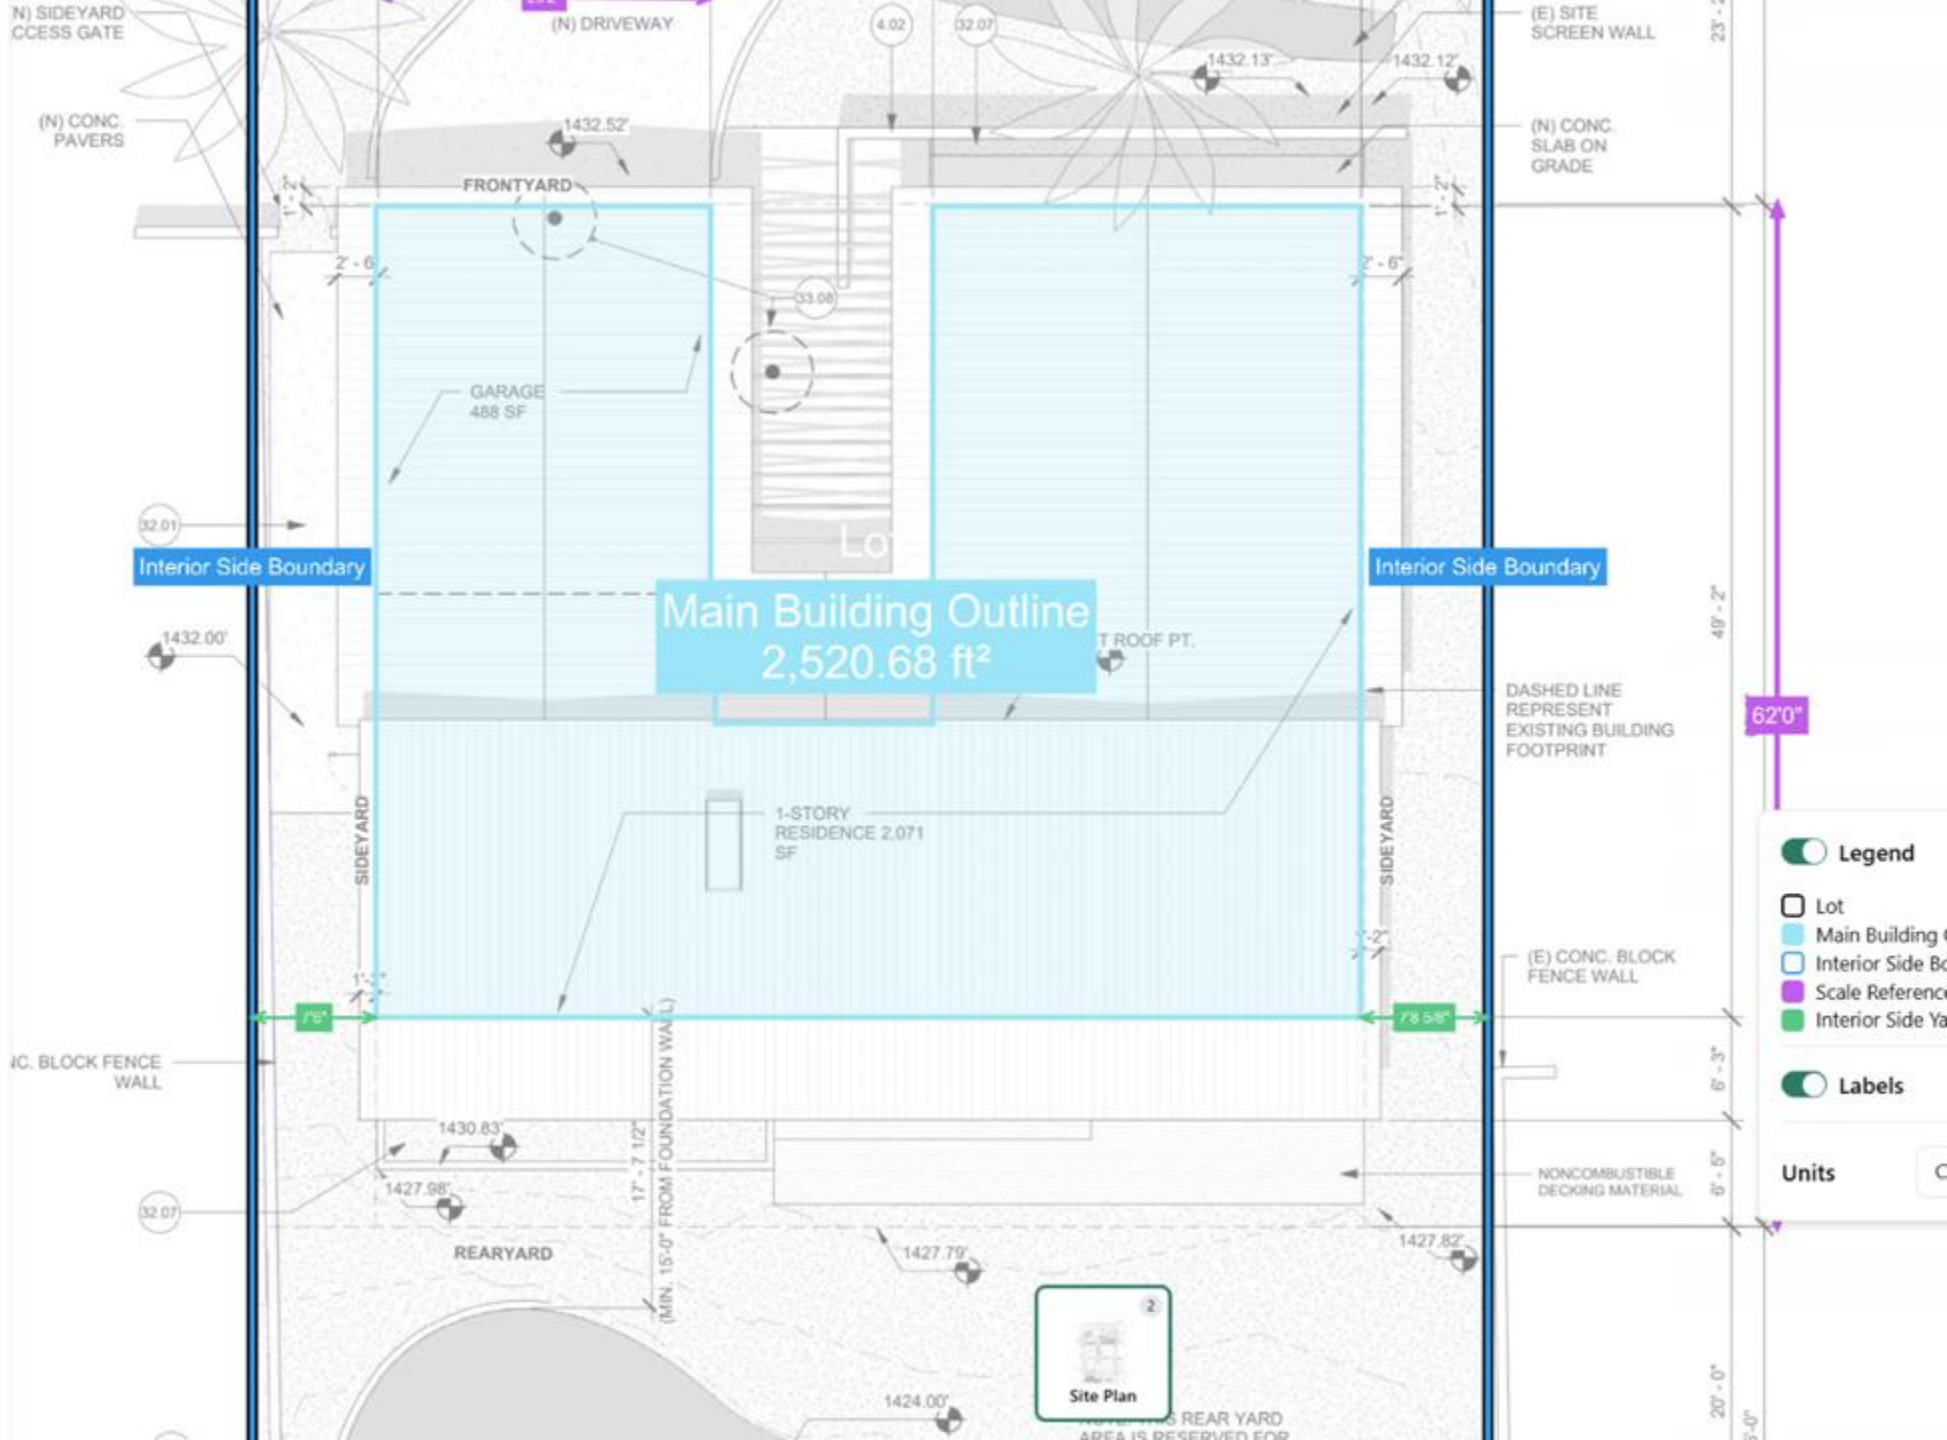 N) SIDEYARD
CCESS GATE
(N) DRIVEWAY
4.02
32.07
(E) SITE
SCREEN WALL
1432.13'
1432.12'
(N) CONC.
PAVERS
1432.52'
(N) CONC.
SLAB ON
GRADE
FRONTYARD
1' - 2"
1' - 2"
2' - 6
2' - 6"
33.08
GARAGE
488 SF
32.01
Lo
Interior Side Boundary
Interior Side Boundary
Main Building Outline
2,520.68 ft²
49' - 2"
1432.00'
T ROOF PT.
DASHED LINE
REPRESENT
EXISTING BUILDING
FOOTPRINT
62'0"
1-STORY
RESIDENCE 2,071
SF
SIDEYARD
SIDEYARD
Legend
Lot
Main Building
Interior Side Bo
Scale Reference
Interior Side Ya
-2"
(E) CONC. BLOCK
FENCE WALL
7'6"
7'8 5/8"
C. BLOCK FENCE
WALL
6' - 3"
Labels
1430.83'
17' - 7 1/2"
(MIN. 15'-0" FROM FOUNDATION WALL)
NONCOMBUSTIBLE
DECKING MATERIAL
6' - 5"
Units
1427.98'
32.07
REARYARD
1427.79'
1427.82'
2
Site Plan
1424.00'
REAR YARD
AREA IS RESERVED FOR
20' - 0"